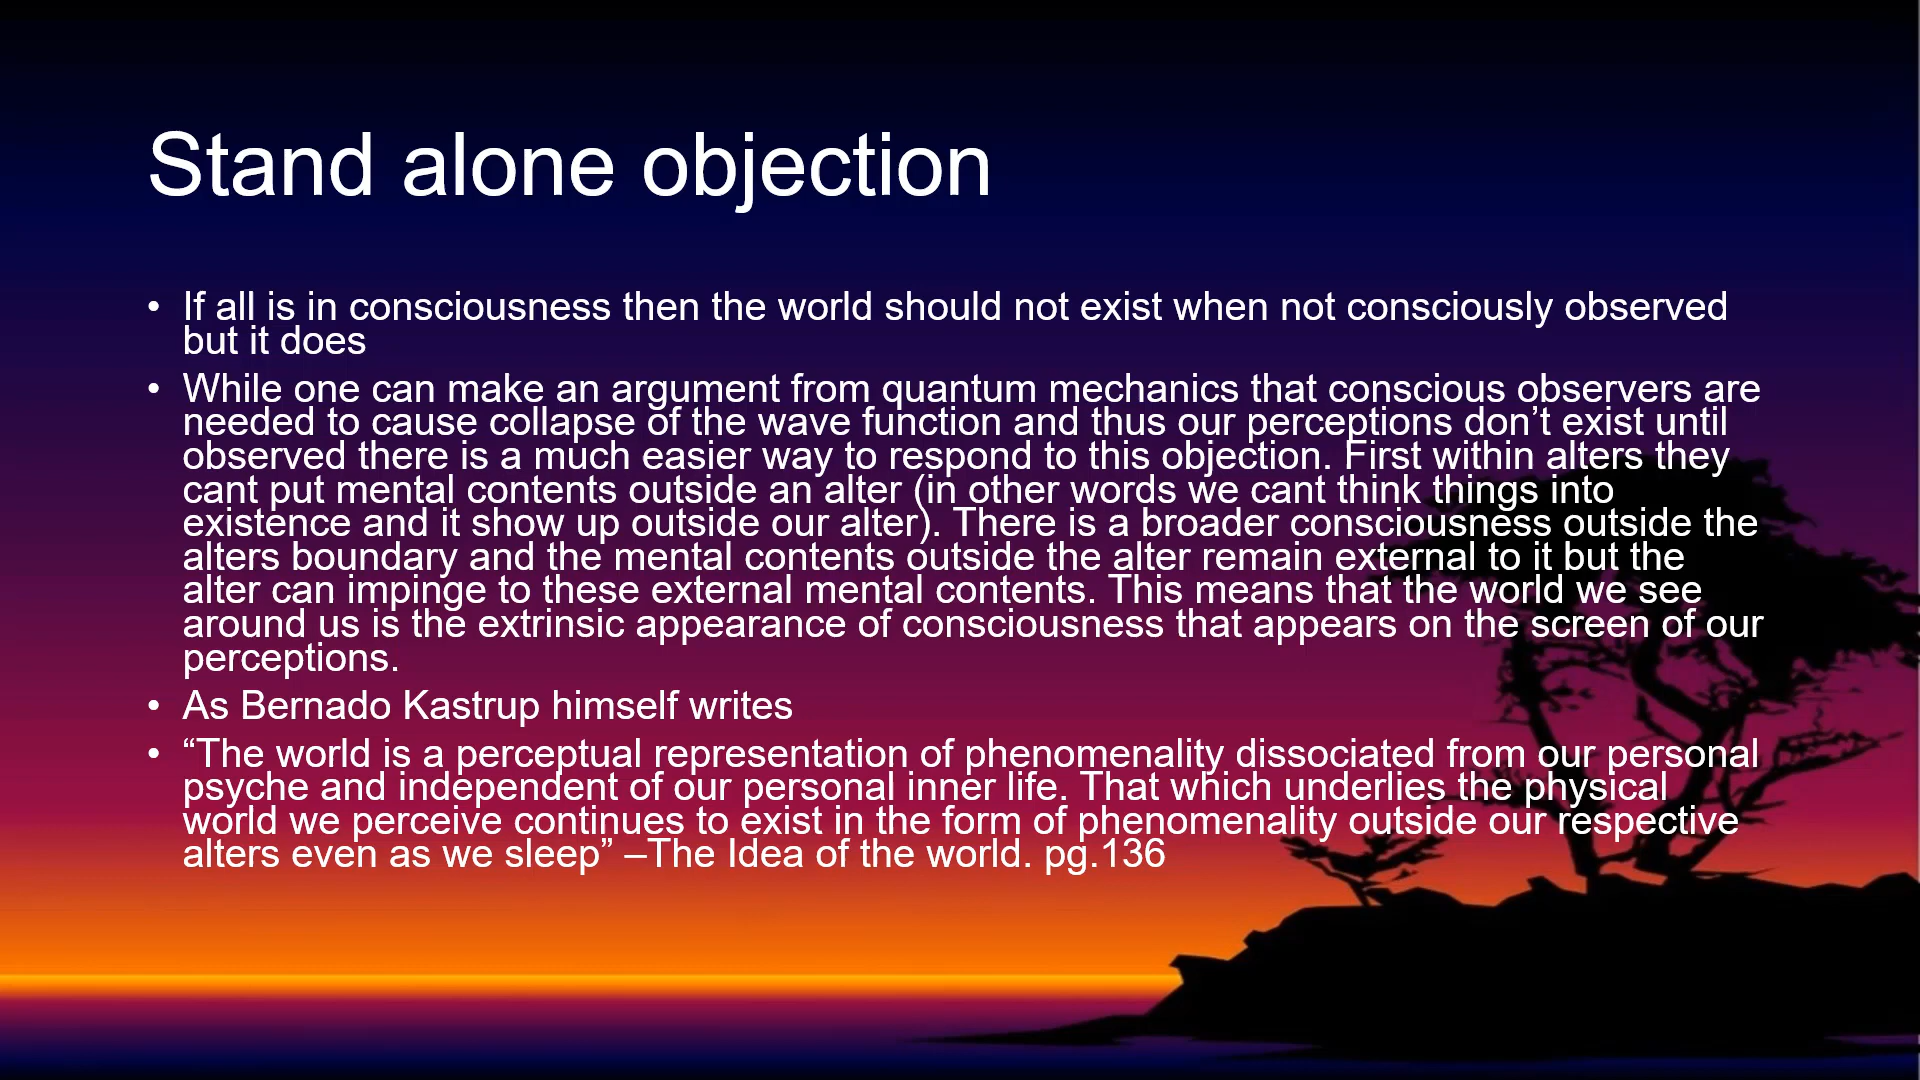 Stand alone objection
• If all is in consciousness then the world should not exist when not consciously observed
but it does
• While one can make an argument from quantum mechanics that conscious observers are
needed to cause collapse of the wave function and thus our perceptions don’t exist until
observed there is a much easier way to respond to this objection. First within alters they
cant put mental contents outside an alter (in other words we cant think things into
existence and it show up outside our alter). There is a broader consciousness outside the
alters boundary and the mental contents outside the alter remain external to it but the
alter can impinge to these external mental contents. This means that the world we see
around us is the extrinsic appearance of consciousness that appears on the screen of our
perceptions.
• As Bernado Kastrup himself writes
• “The world is a perceptual representation of phenomenality dissociated from our personal
psyche and independent of our personal inner life. That which underlies the physical
world we perceive continues to exist in the form of phenomenality outside our respective
alters even as we sleep” –The Idea of the world. pg.136